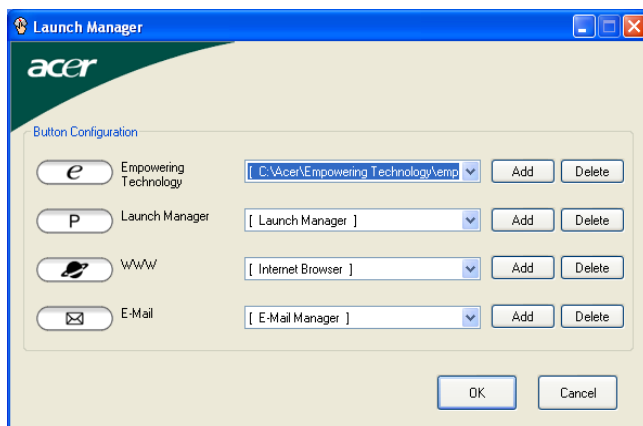 Launch Manager
acer
Button Configuration
e Empowering Technology [ C:\Acer\Empowering Technology\emp Add Delete
P Launch Manager [ Launch Manager ] Add Delete
WWW [ Internet Browser ] Add Delete
E-Mail [ E-Mail Manager ] Add Delete
OK Cancel